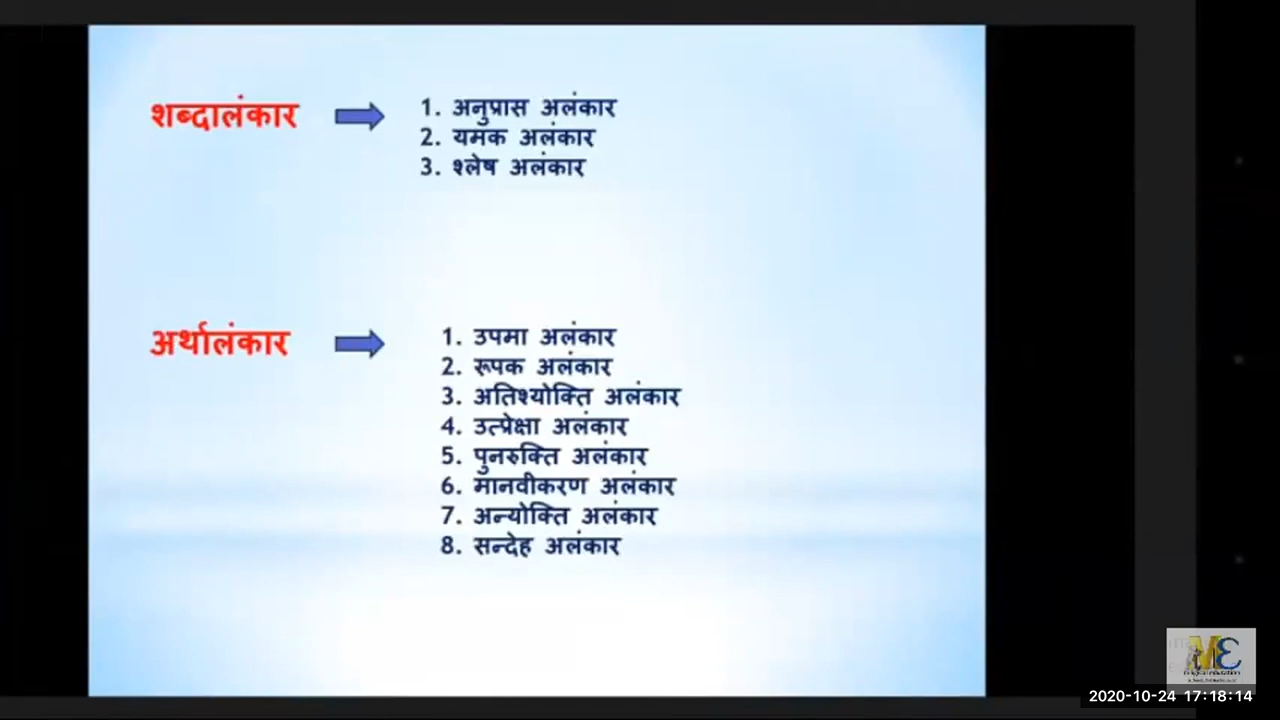 शब्दालंकार
1. अनुप्रास अलंकार
2. यमक अलंकार
3. श्लेष अलंकार
अर्थालंकार
1. उपमा अलंकार
2. रूपक अलंकार
3. अतिश्योक्ति अलंकार
4. उत्प्रेक्षा अलंकार
5. पुनरुक्ति अलंकार
6. मानवीकरण अलंकार
7. अन्योक्ति अलंकार
8. सन्देह अलंकार
2020-10-24 17:18:14